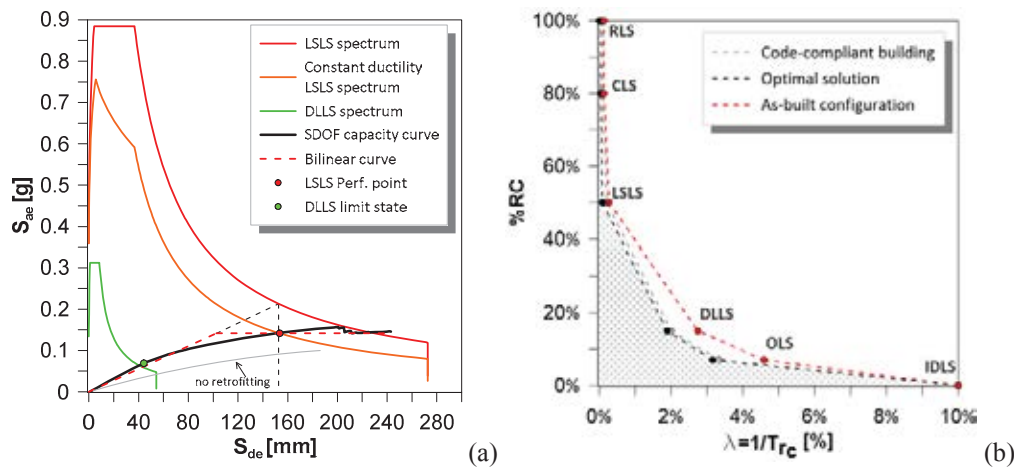 0.9
0.8
0.7
0.6
0.5
0.4
0.3
0.2
0.1
0
Sae [g]
LSLS spectrum
Constant ductility
LSLS spectrum
DLLS spectrum
SDOF capacity curve
Bilinear curve
LSLS Perf. point
DLLS limit state
no retrofitting
0 40 80 120 160 200 240 280
Sde [mm]
(a)
100%
80%
60%
40%
20%
0%
%RC
RLS
CLS
LSLS
DLLS
OLS
IDLS
Code-compliant building
Optimal solution
As-built configuration
0% 2% 4% 6% 8% 10%
λ=1/Trc [%]
(b)